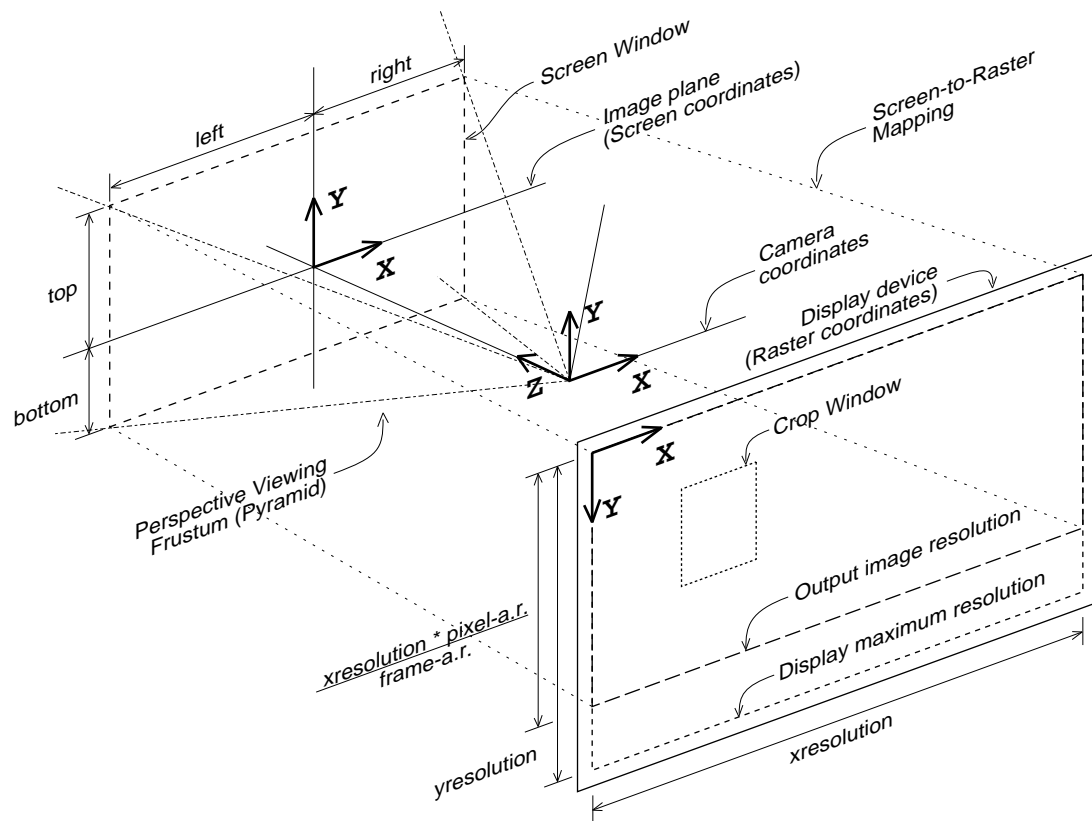 right
Screen Window
Image plane
(Screen coordinates)
Screen-to-Raster
Mapping
left
Y
X
top
bottom
Camera
coordinates
Display device
(Raster coordinates)
Y
X
Z
Crop Window
X
Y
Perspective Viewing
Frustum (Pyramid)
Output image resolution
Display maximum resolution
xresolution * pixel-a.r.
frame-a.r.
yresolution
xresolution